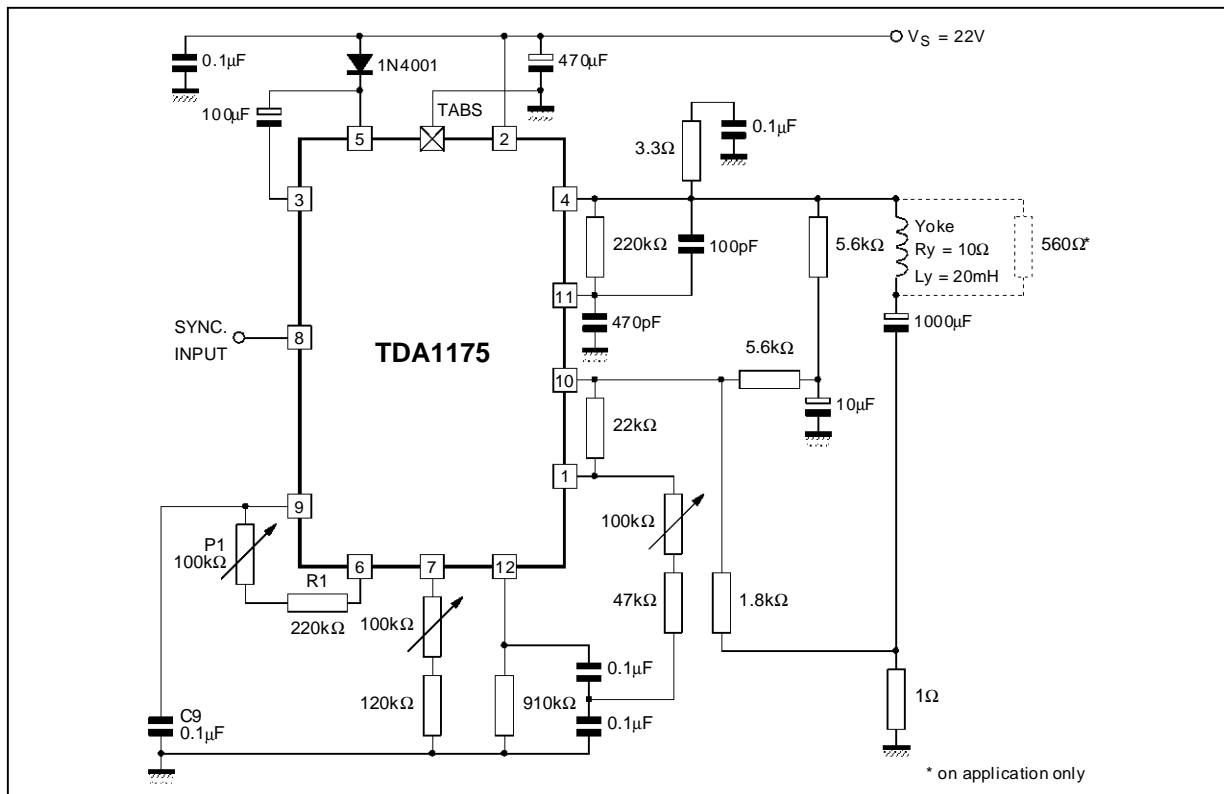 VS = 22V
0.1µF
1N4001
470µF
100µF
TABS
5
2
3.3Ω
0.1µF
3
4
220kΩ
100pF
5.6kΩ
Yoke
Ry = 10Ω
Ly = 20mH
560Ω*
11
470pF
1000µF
SYNC.
INPUT
8
TDA1175
5.6kΩ
10
10µF
22kΩ
1
9
100kΩ
P1
100kΩ
R1
220kΩ
6
7
12
100kΩ
47kΩ
1.8kΩ
0.1µF
120kΩ
910kΩ
0.1µF
1Ω
C9
0.1µF
* on application only